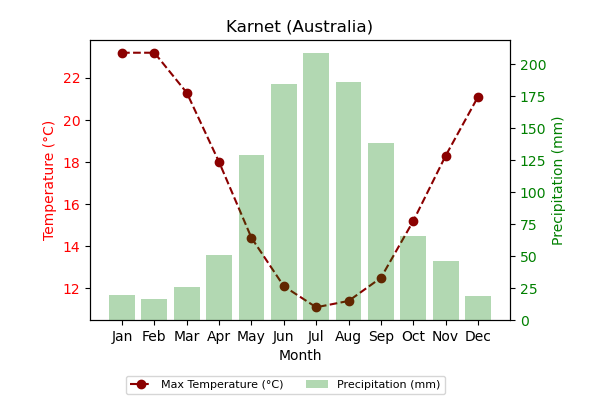 Karnet (Australia)
Temperature (°C)
22
20
18
16
14
12
200
175
150
125
100
75
50
25
0
Precipitation (mm)
Jan Feb Mar Apr May Jun Jul Aug Sep Oct Nov Dec
Month
Max Temperature (°C) Precipitation (mm)